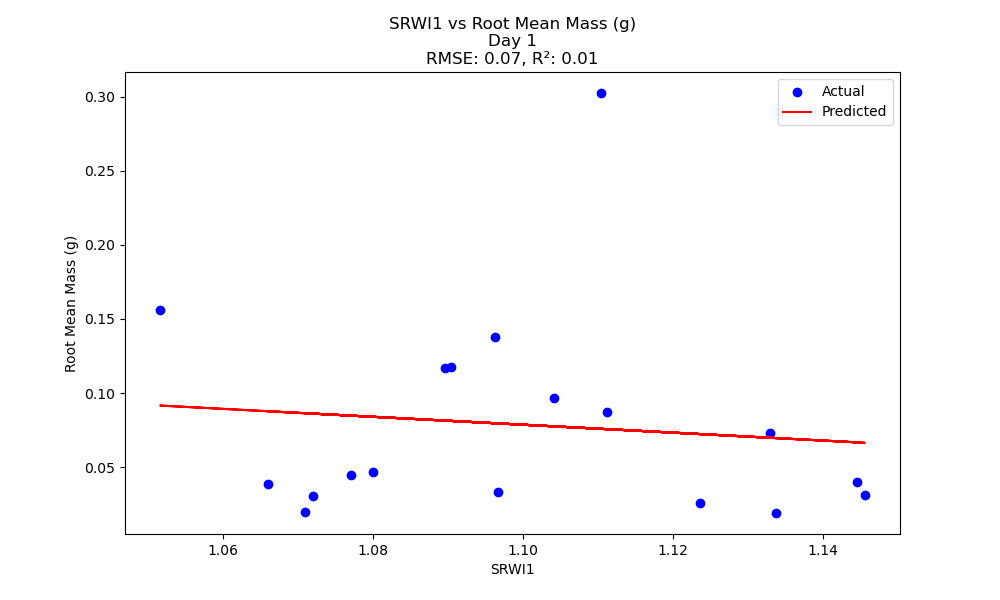 SRWI1 vs Root Mean Mass (g)
Day 1
RMSE: 0.07, R²: 0.01
Actual
Predicted
0.30
0.25
0.20
0.15
0.10
0.05
Root Mean Mass (g)
1.06
1.08
1.10
1.12
1.14
SRWI1